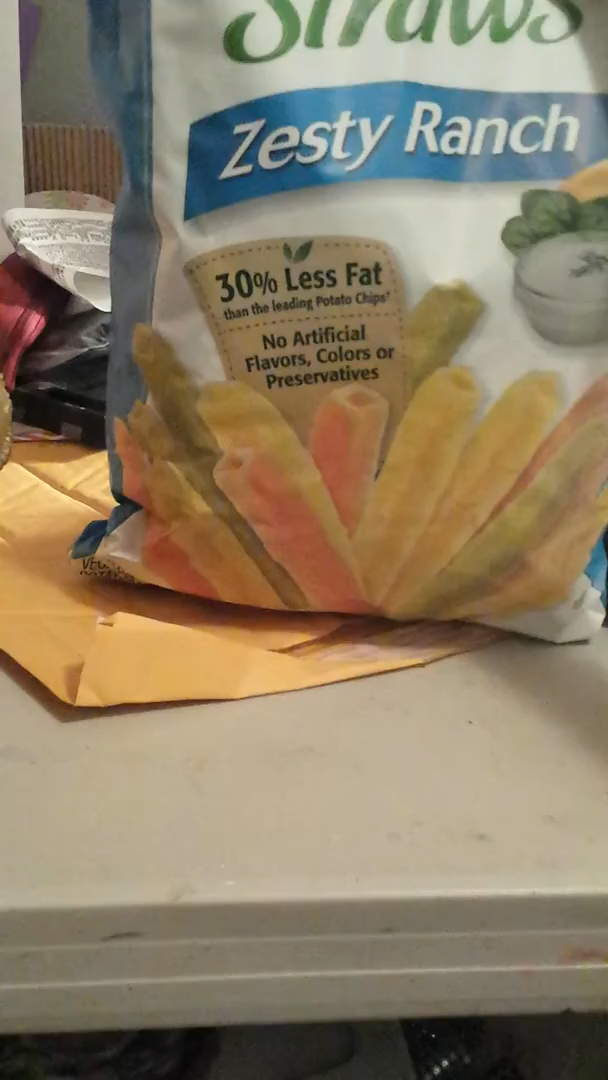 Straws
Zesty Ranch
30% Less Fat
than the leading Potato Chips†
No Artificial
Flavors, Colors or
Preservatives